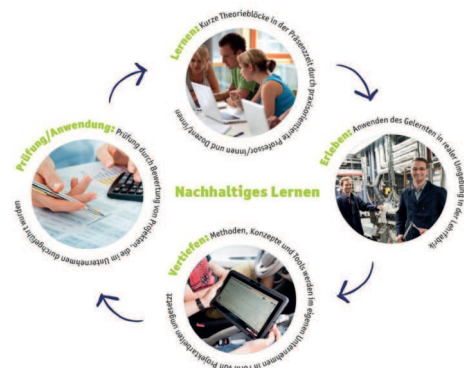 Lernen: Kurze Theorieblöcke in der Präsenzzeit durch praxisorientierte Professor/innen und Dozent/innen
Erleben: Anwenden des Gelernten in realer Umgebung in der Lernfabrik
Nachhaltiges Lernen
Vertiefen: Methoden, Konzepte und Tools werden im eigenen Unternehmen in Form von Projektarbeiten umgesetzt
Prüfung/Anwendung: Prüfung durch Bewertung von Projekten, die im Unternehmen durchgeführt wurden